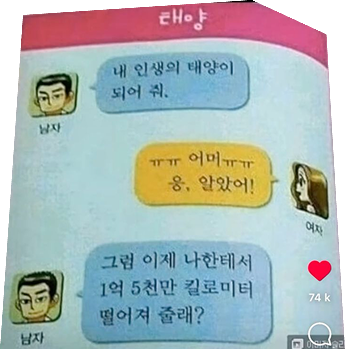 태양
내 인생의 태양이
되어 줘.
남자
ㅠㅠ 어머ㅠㅠ
응, 알았어!
여자
그럼 이제 나한테서
1억 5천만 킬로미터
떨어져 줄래?
74 k
남자